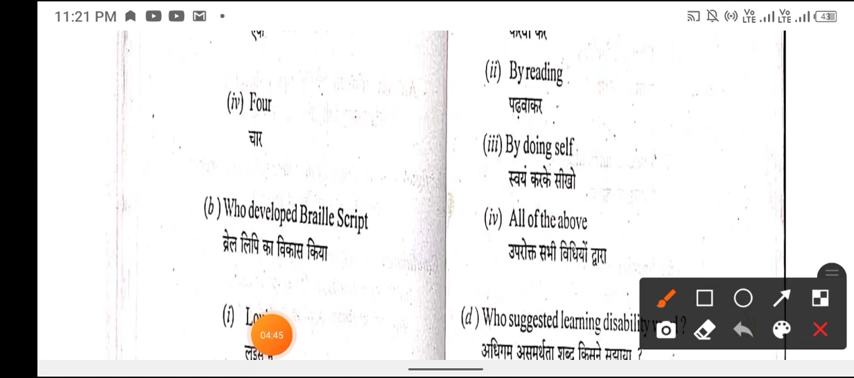 11:21 PM
43
(iv) Four
चार
(b) Who developed Braille Script
ब्रेल लिपि का विकास किया
(i)
04:45
(ii) By reading
पढ़वाकर
(iii) By doing self
स्वयं करके सीखो
(iv) All of the above
उपरोक्त सभी विधियों द्वारा
(d) Who suggested learning disability ?
अधिगम असमर्थता शब्द किसने सुझाया ?